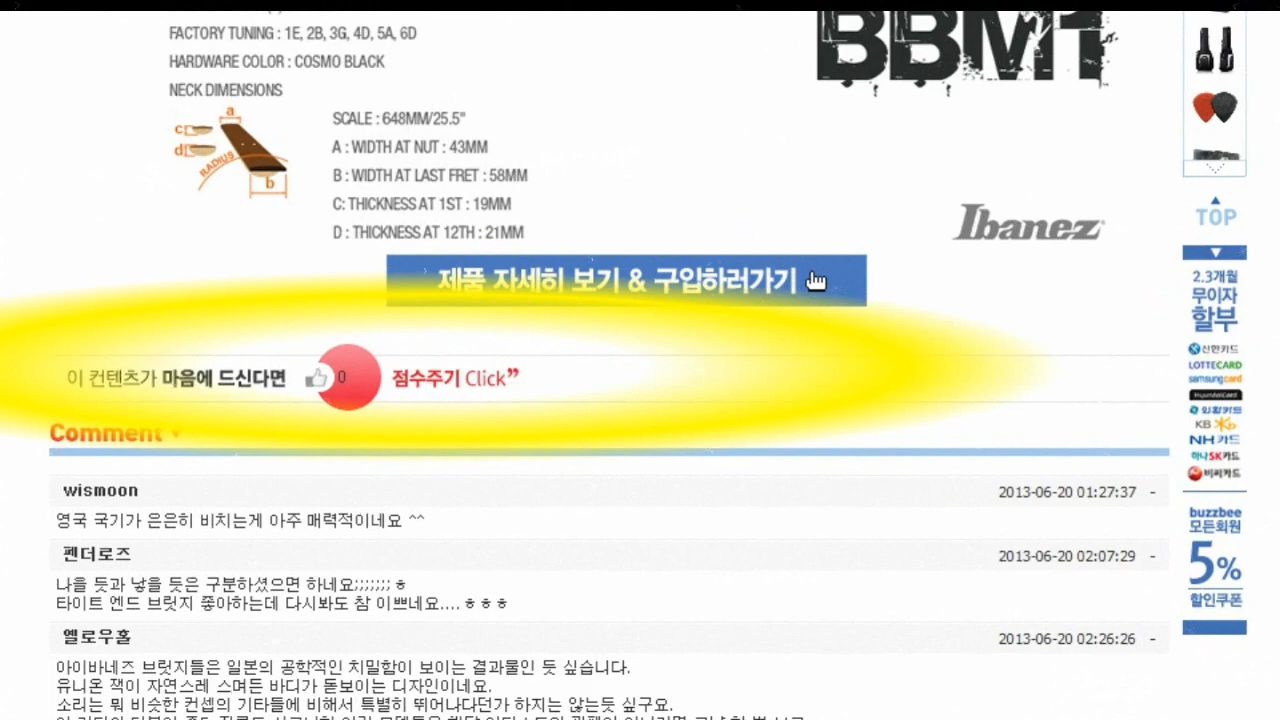 FACTORY TUNING : 1E, 2B, 3G, 4D, 5A, 6D
HARDWARE COLOR : COSMO BLACK
NECK DIMENSIONS
BBM1
a
c
d
RADIUS
b
SCALE : 648MM/25.5"
A : WIDTH AT NUT : 43MM
B : WIDTH AT LAST FRET : 58MM
C: THICKNESS AT 1ST : 19MM
D : THICKNESS AT 12TH : 21MM
Ibanez
제품 자세히 보기 & 구입하러가기
이 컨텐츠가 마음에 드신다면 0 점수주기 Click”
Comment
wismoon 2013-06-20 01:27:37 -
영국 국기가 은은히 비치는게 아주 매력적이네요 ^^
펜더로즈 2013-06-20 02:07:29 -
나을 듯과 낳을 듯은 구분하셨으면 하네요;;;;;;; ㅎ
타이트 엔드 브릿지 좋아하는데 다시봐도 참 이쁘네요.... ㅎ ㅎ ㅎ
옐로우홀 2013-06-20 02:26:26 -
아이바네즈 브릿지들은 일본의 공학적인 치밀함이 보이는 결과물인 듯 싶습니다.
유니온 잭이 자연스레 스며든 바디가 돋보이는 디자인이네요.
소리는 뭐 비슷한 컨셉의 기타들에 비해서 특별히 뛰어나다던가 하지는 않는듯 싶구요.
TOP
2.3개월
무이자
할부
신한카드
LOTTECARD
samsungcard
HyundaiCard
외환카드
KB
NH카드
하나SK카드
비씨카드
buzzbee
모든회원
5%
할인쿠폰